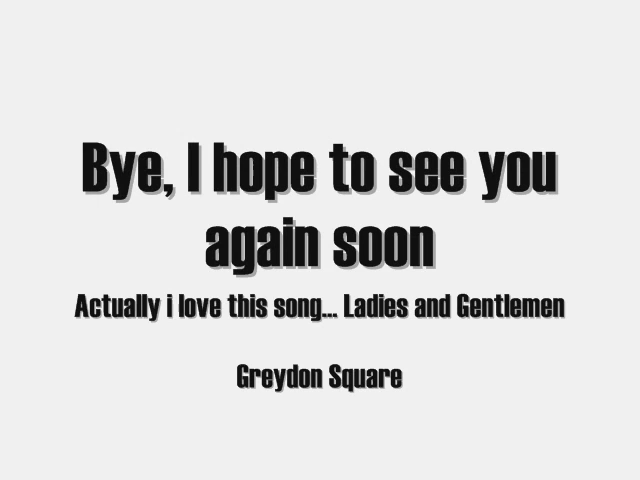 Bye, I hope to see you
again soon
Actually i love this song... Ladies and Gentlemen
Greydon Square